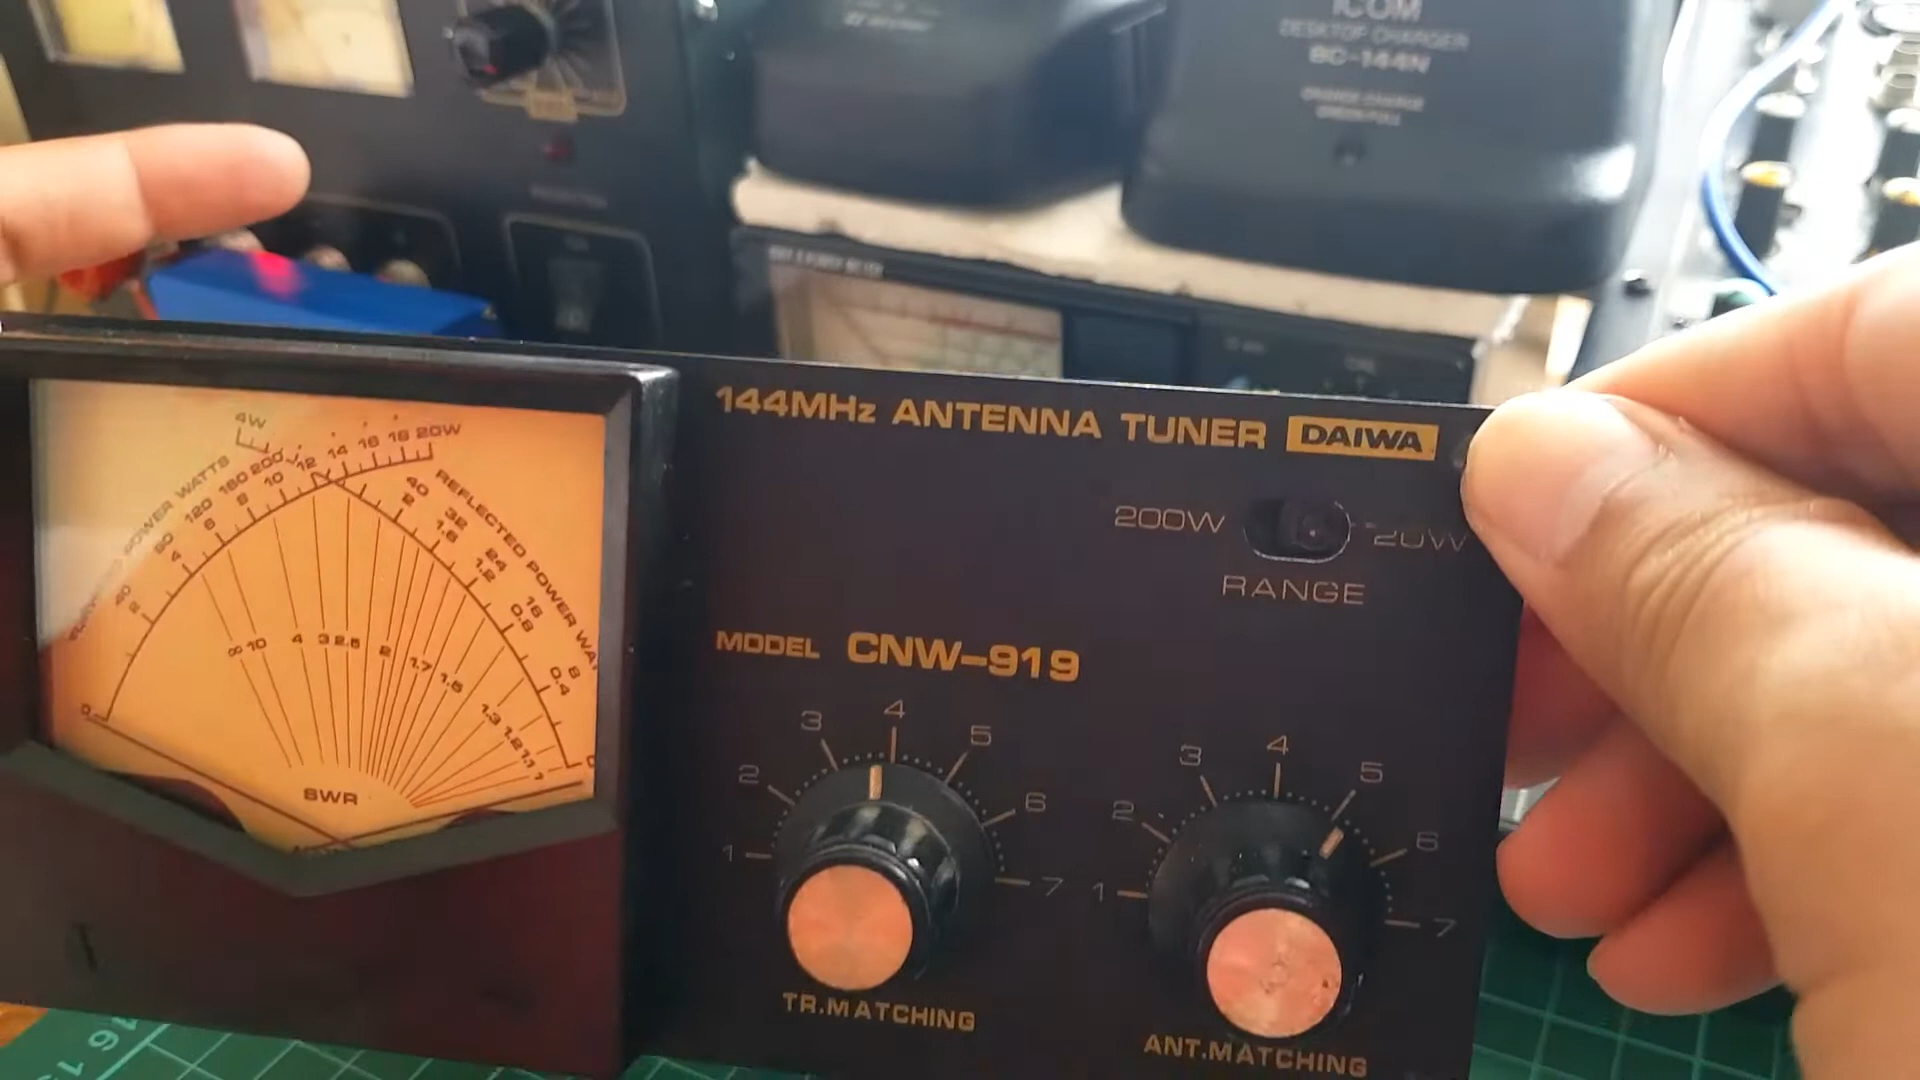 ICOM
DESKTOP CHARGER
BC-144N
144MHz ANTENNA TUNER DAIWA
200W 20W
RANGE
MODEL CNW-919
1 2 3 4 5 6 7
TR.MATCHING
1 2 3 4 5 6 7
ANT.MATCHING
4W
POWER WATTS
40 80 120 160 200
0 2 4 6 8 10 12 14 16 18 20W
REFLECTED POWER
40 32 24 16 8
2 1.6 1.2 0.8 0.4
∞ 10 4 3 2.5 2 1.7 1.5 1.3 1.2 1.1 1
SWR
16